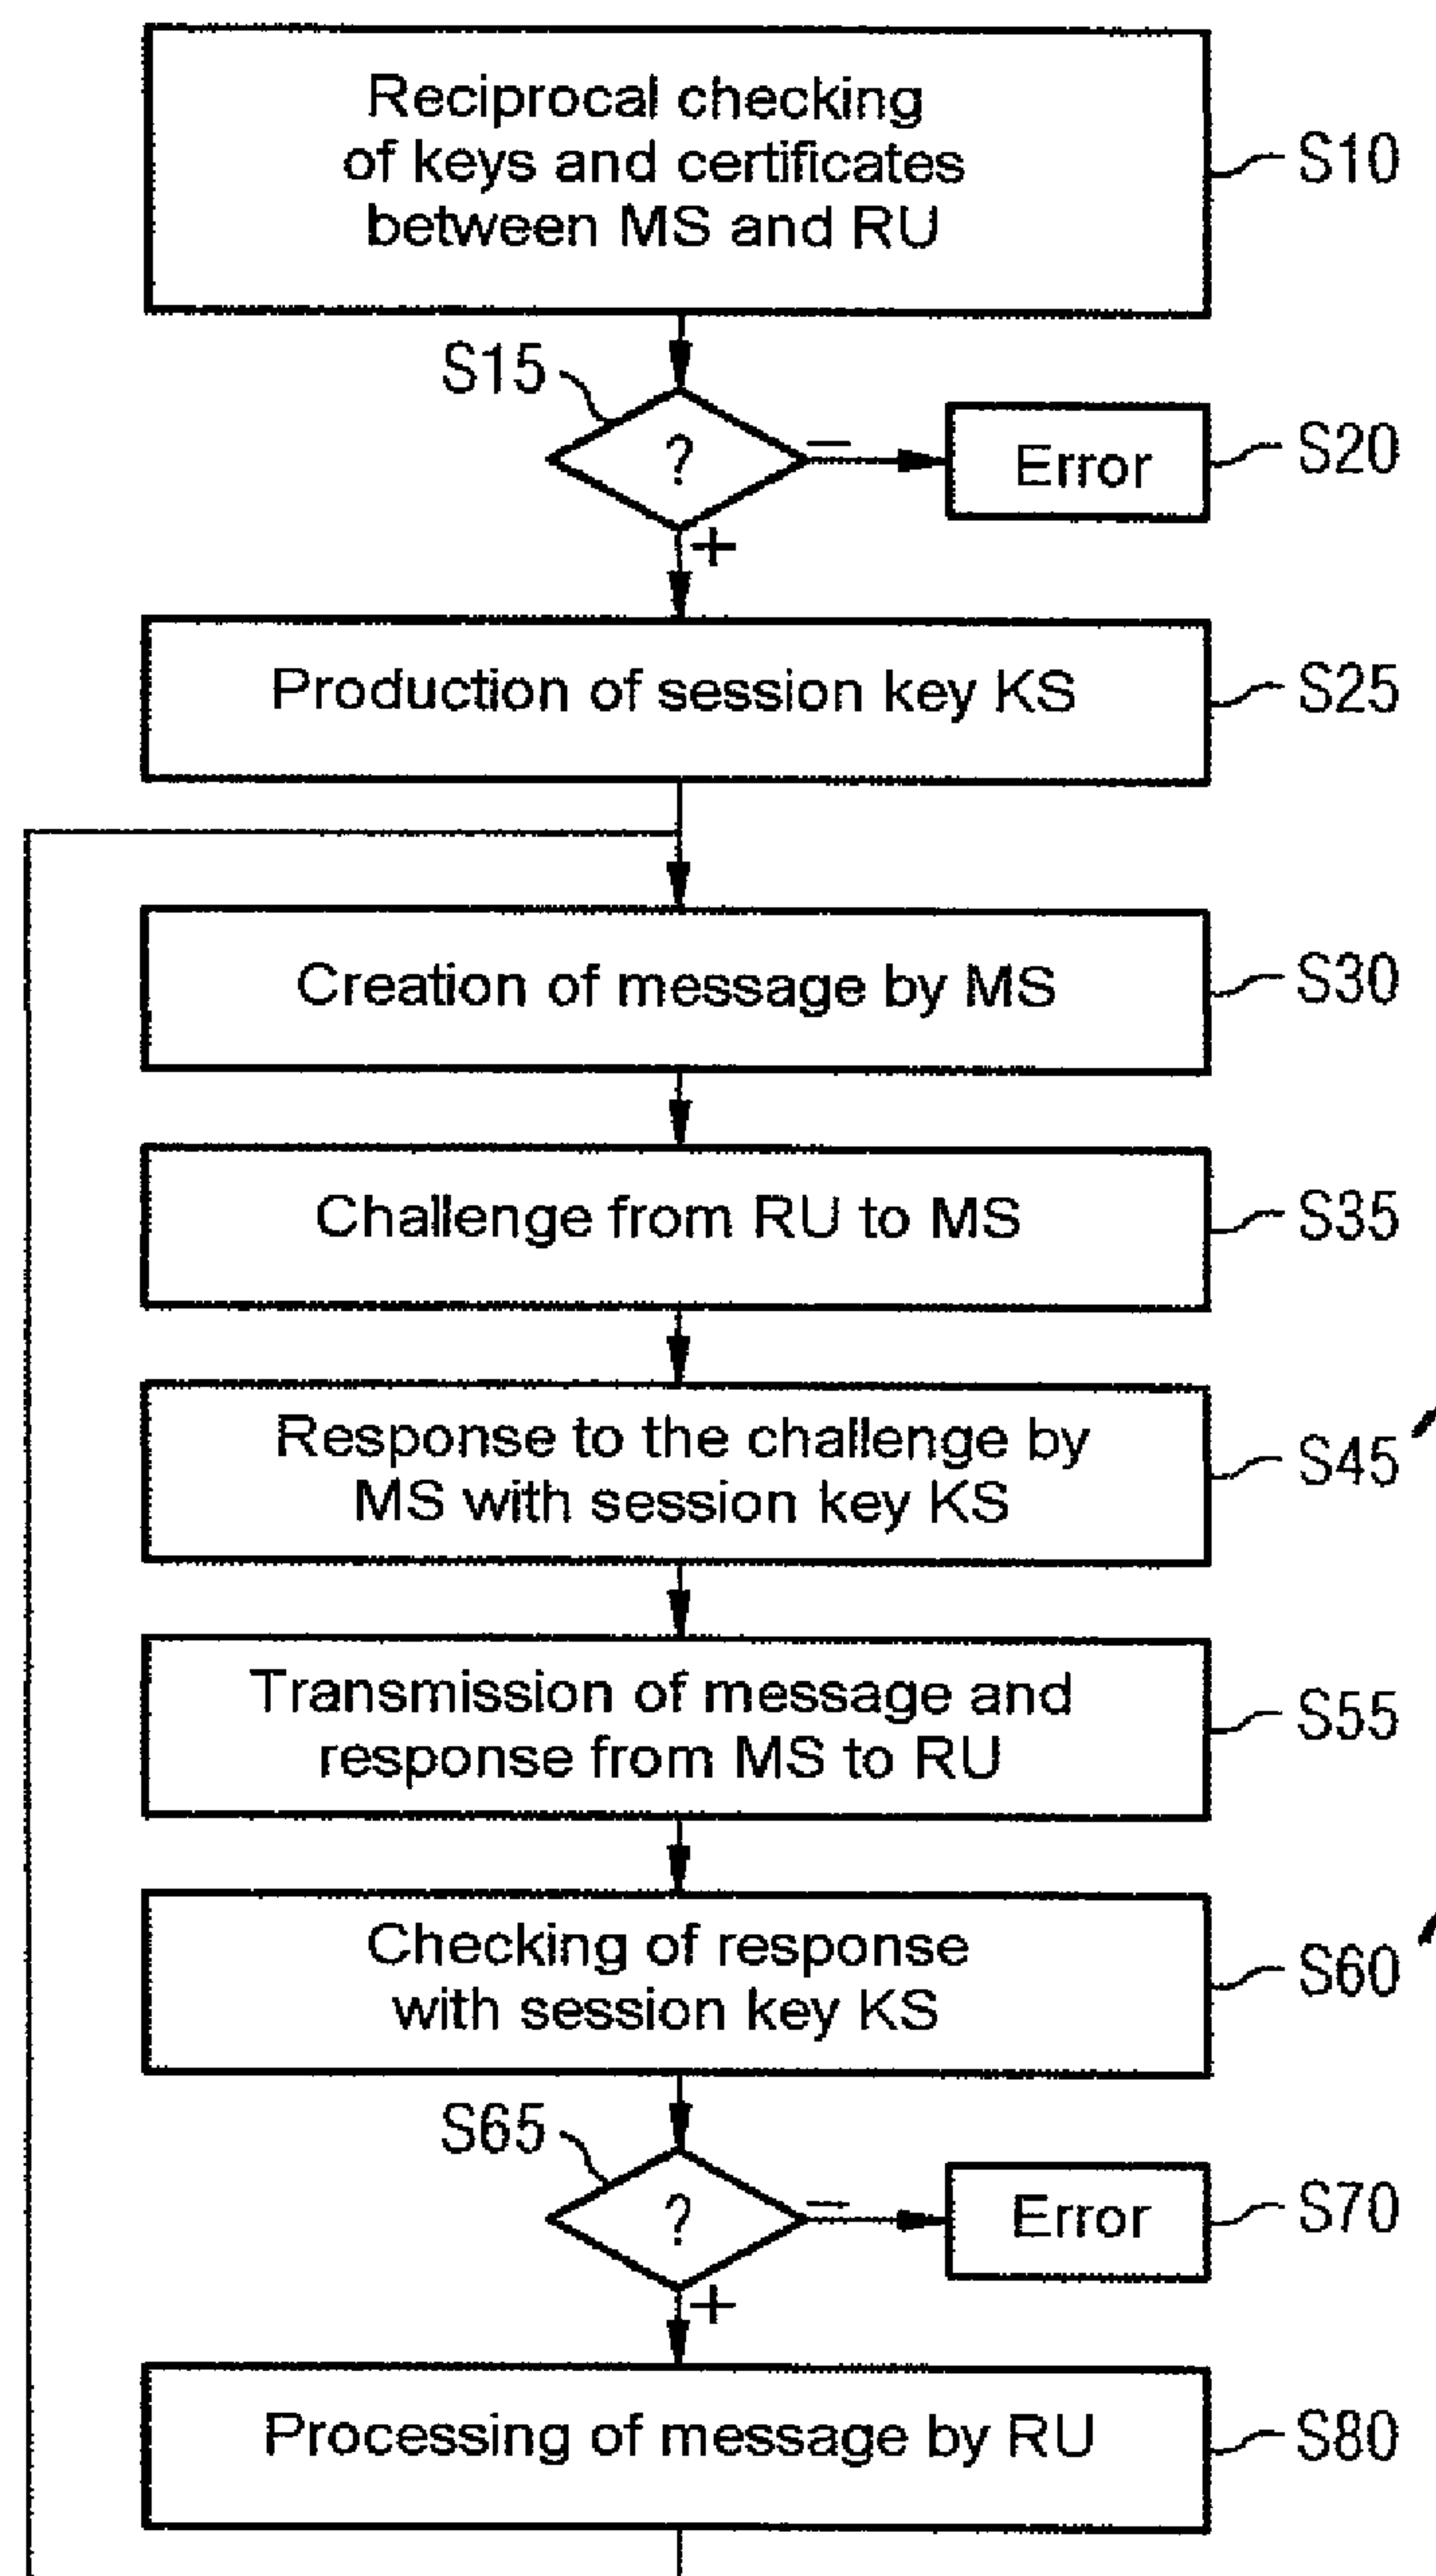 Reciprocal checking
of keys and certificates
between MS and RU
S10
S15
?
–
Error
S20
+
Production of session key KS
S25
Creation of message by MS
S30
Challenge from RU to MS
S35
Response to the challenge by
MS with session key KS
S45
Transmission of message and
response from MS to RU
S55
Checking of response
with session key KS
S60
S65
?
–
Error
S70
+
Processing of message by RU
S80